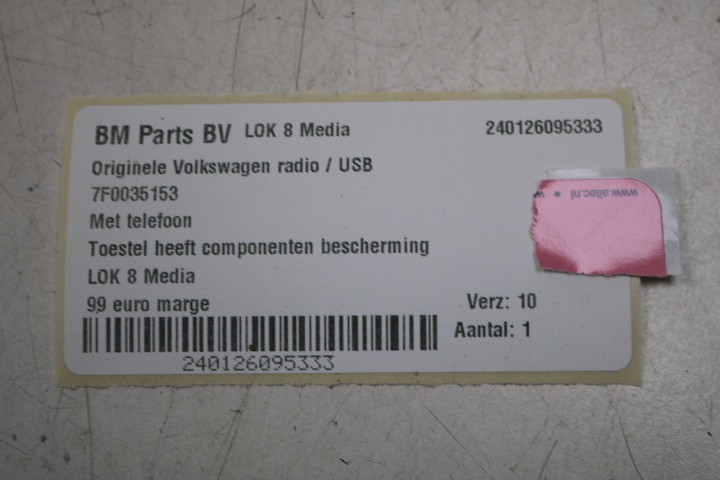 BM Parts BV LOK 8 Media 240126095333
Originele Volkswagen radio / USB
7F0035153
Met telefoon
Toestel heeft componenten bescherming
LOK 8 Media
99 euro marge
Verz: 10
Aantal: 1
240126095333
www.altec.nl